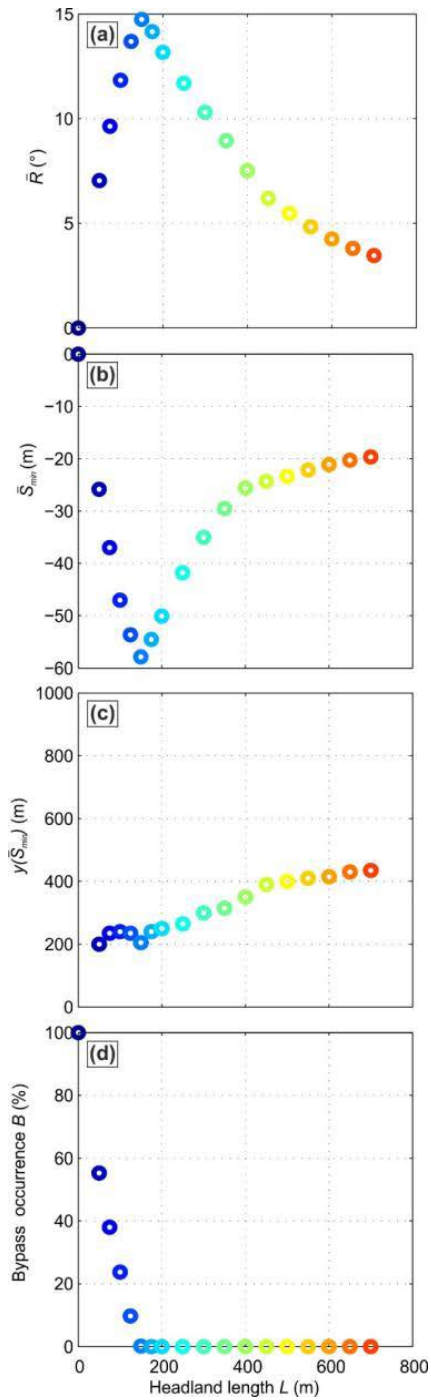 15
(a)
10
R̄ (°)
5
0
0
(b)
−10
−20
S̄min (m)
−30
−40
−50
−60
1000
(c)
800
600
y(S̄min) (m)
400
200
0
100
(d)
80
60
Bypass occurrence B (%)
40
20
0
0 200 400 600 800
Headland length L (m)